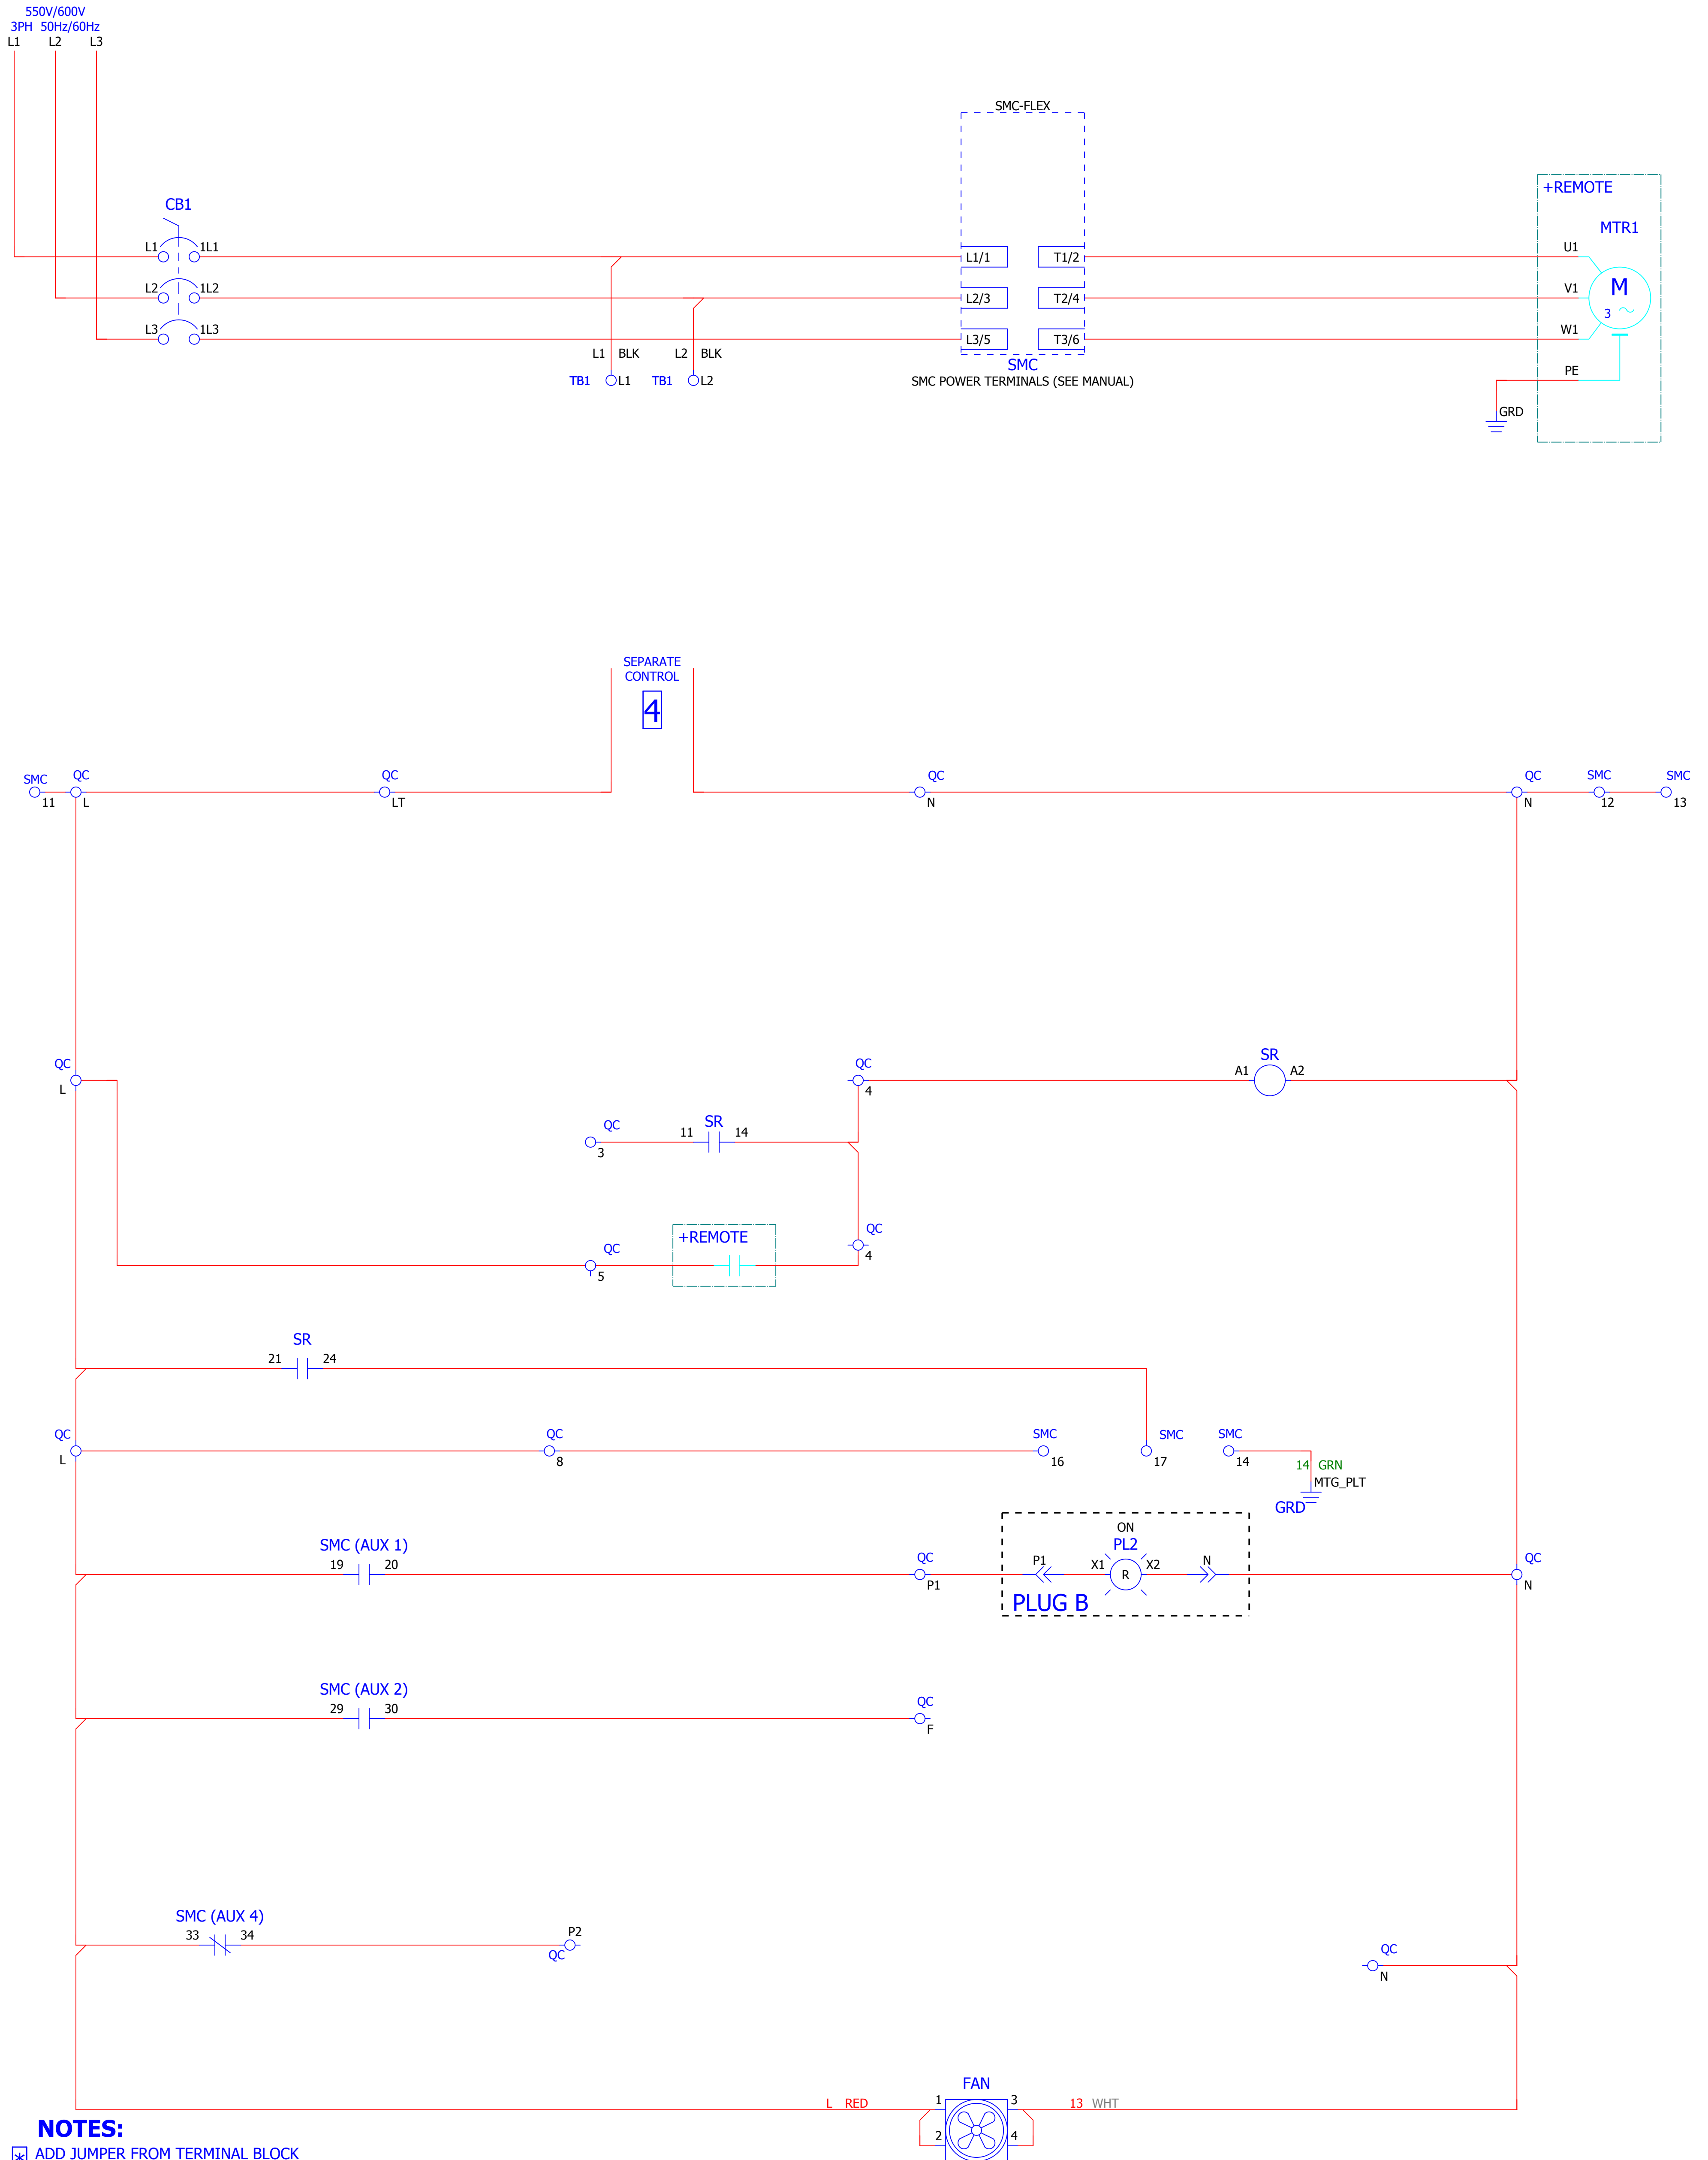 550V/600V
3PH 50Hz/60Hz
L1 L2 L3
SMC-FLEX
+REMOTE
CB1
MTR1
L1 1L1 L1/1 T1/2 U1
L2 1L2 L2/3 T2/4 V1
M
3
L3 1L3 L3/5 T3/6 W1
L1 BLK L2 BLK
SMC
PE
TB1 L1 TB1 L2
SMC POWER TERMINALS (SEE MANUAL)
GRD
SEPARATE
CONTROL
4
SMC QC QC QC QC SMC SMC
11 L LT N N 12 13
QC QC SR
L 4 A1 A2
QC SR
3 11 14
+REMOTE
QC QC
5 4
SR
21 24
QC QC SMC SMC SMC
L 8 16 17 14
14 GRN
MTG_PLT
GRD
ON
SMC (AUX 1) PL2
19 20 QC P1 X1 R X2 N QC
P1 N
PLUG B
SMC (AUX 2)
29 30 QC
F
SMC (AUX 4)
33 34 P2
QC QC
N
FAN
L RED 1 3 13 WHT
2 4
NOTES:
* ADD JUMPER FROM TERMINAL BLOCK